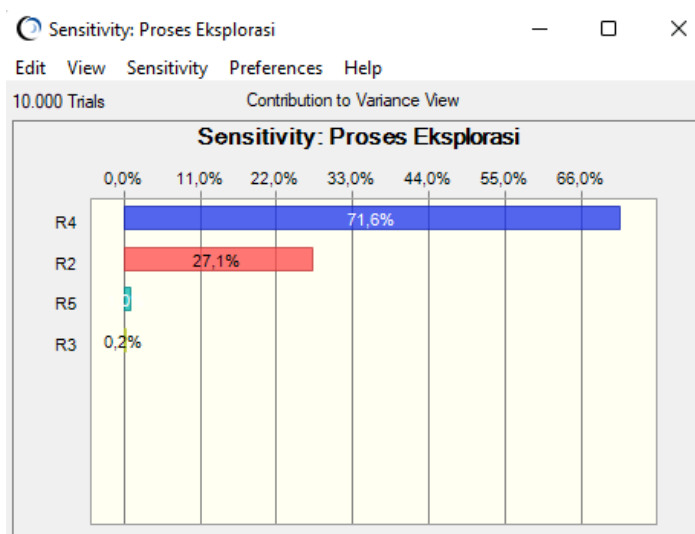 Sensitivity: Proses Eksplorasi
Edit View Sensitivity Preferences Help
10.000 Trials Contribution to Variance View
Sensitivity: Proses Eksplorasi
0,0% 11,0% 22,0% 33,0% 44,0% 55,0% 66,0%
R4 71,6%
R2 27,1%
R5
R3 0,2%